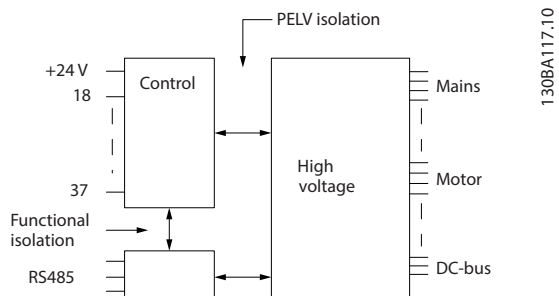 PELV isolation
130BA117.10
+24 V
Control
18
Mains
High
voltage
37
Motor
Functional
isolation
RS485
DC-bus